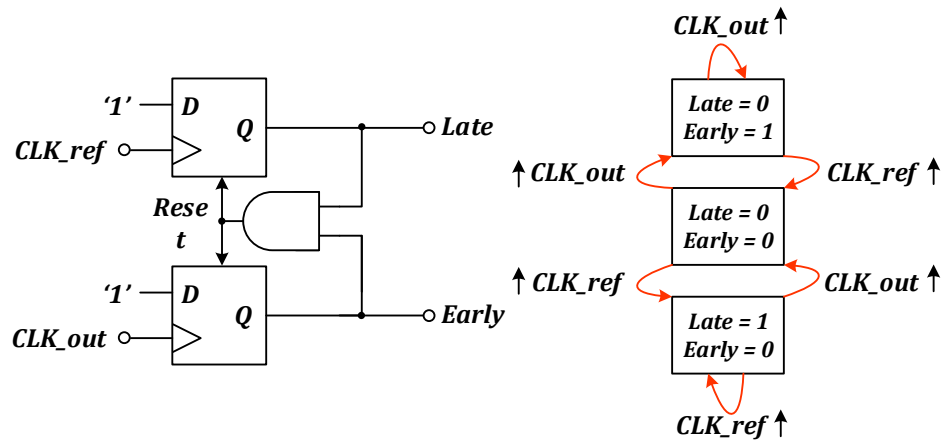 ‘1’
D
Q
CLK_ref
Late
Rese
t
‘1’
D
Q
CLK_out
Early
CLK_out ↑
Late = 0
Early = 1
↑ CLK_out
CLK_ref ↑
Late = 0
Early = 0
↑ CLK_ref
CLK_out ↑
Late = 1
Early = 0
CLK_ref ↑